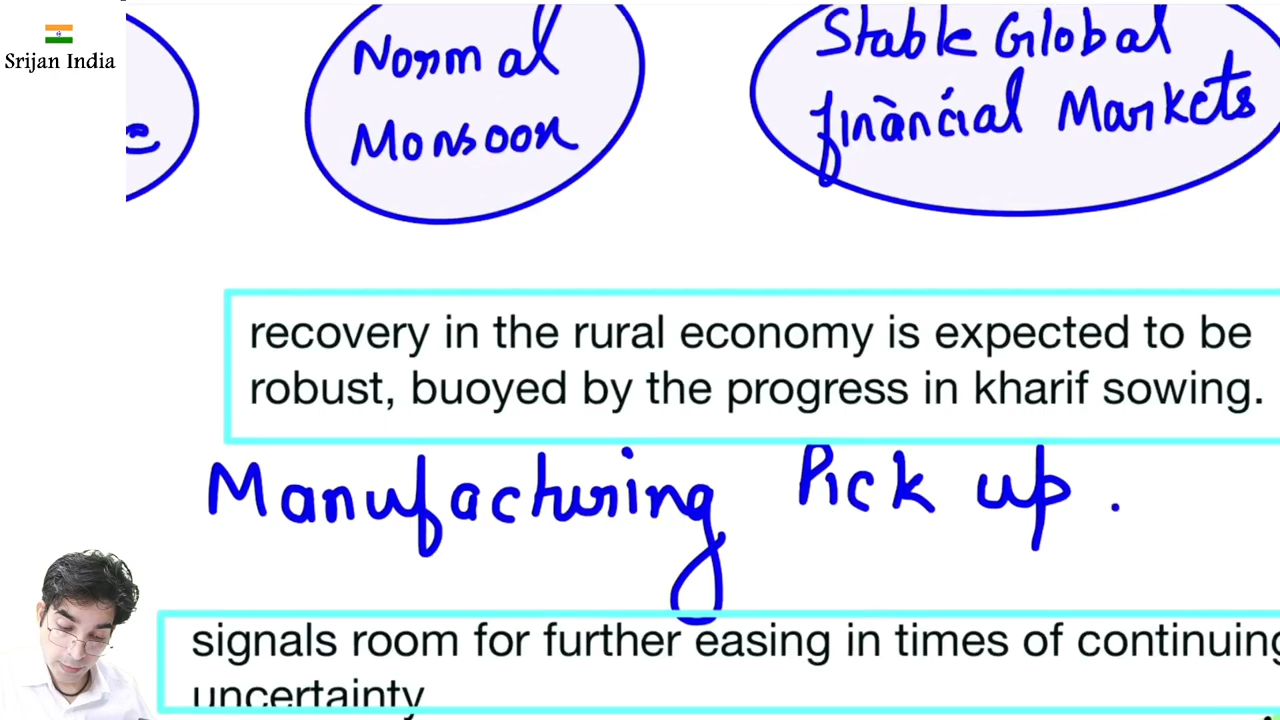 Srijan India
Normal
Monsoon
Stable Global
financial Markets
recovery in the rural economy is expected to be
robust, buoyed by the progress in kharif sowing.
Manufacturing Pick up.
signals room for further easing in times of continuing
uncertainty